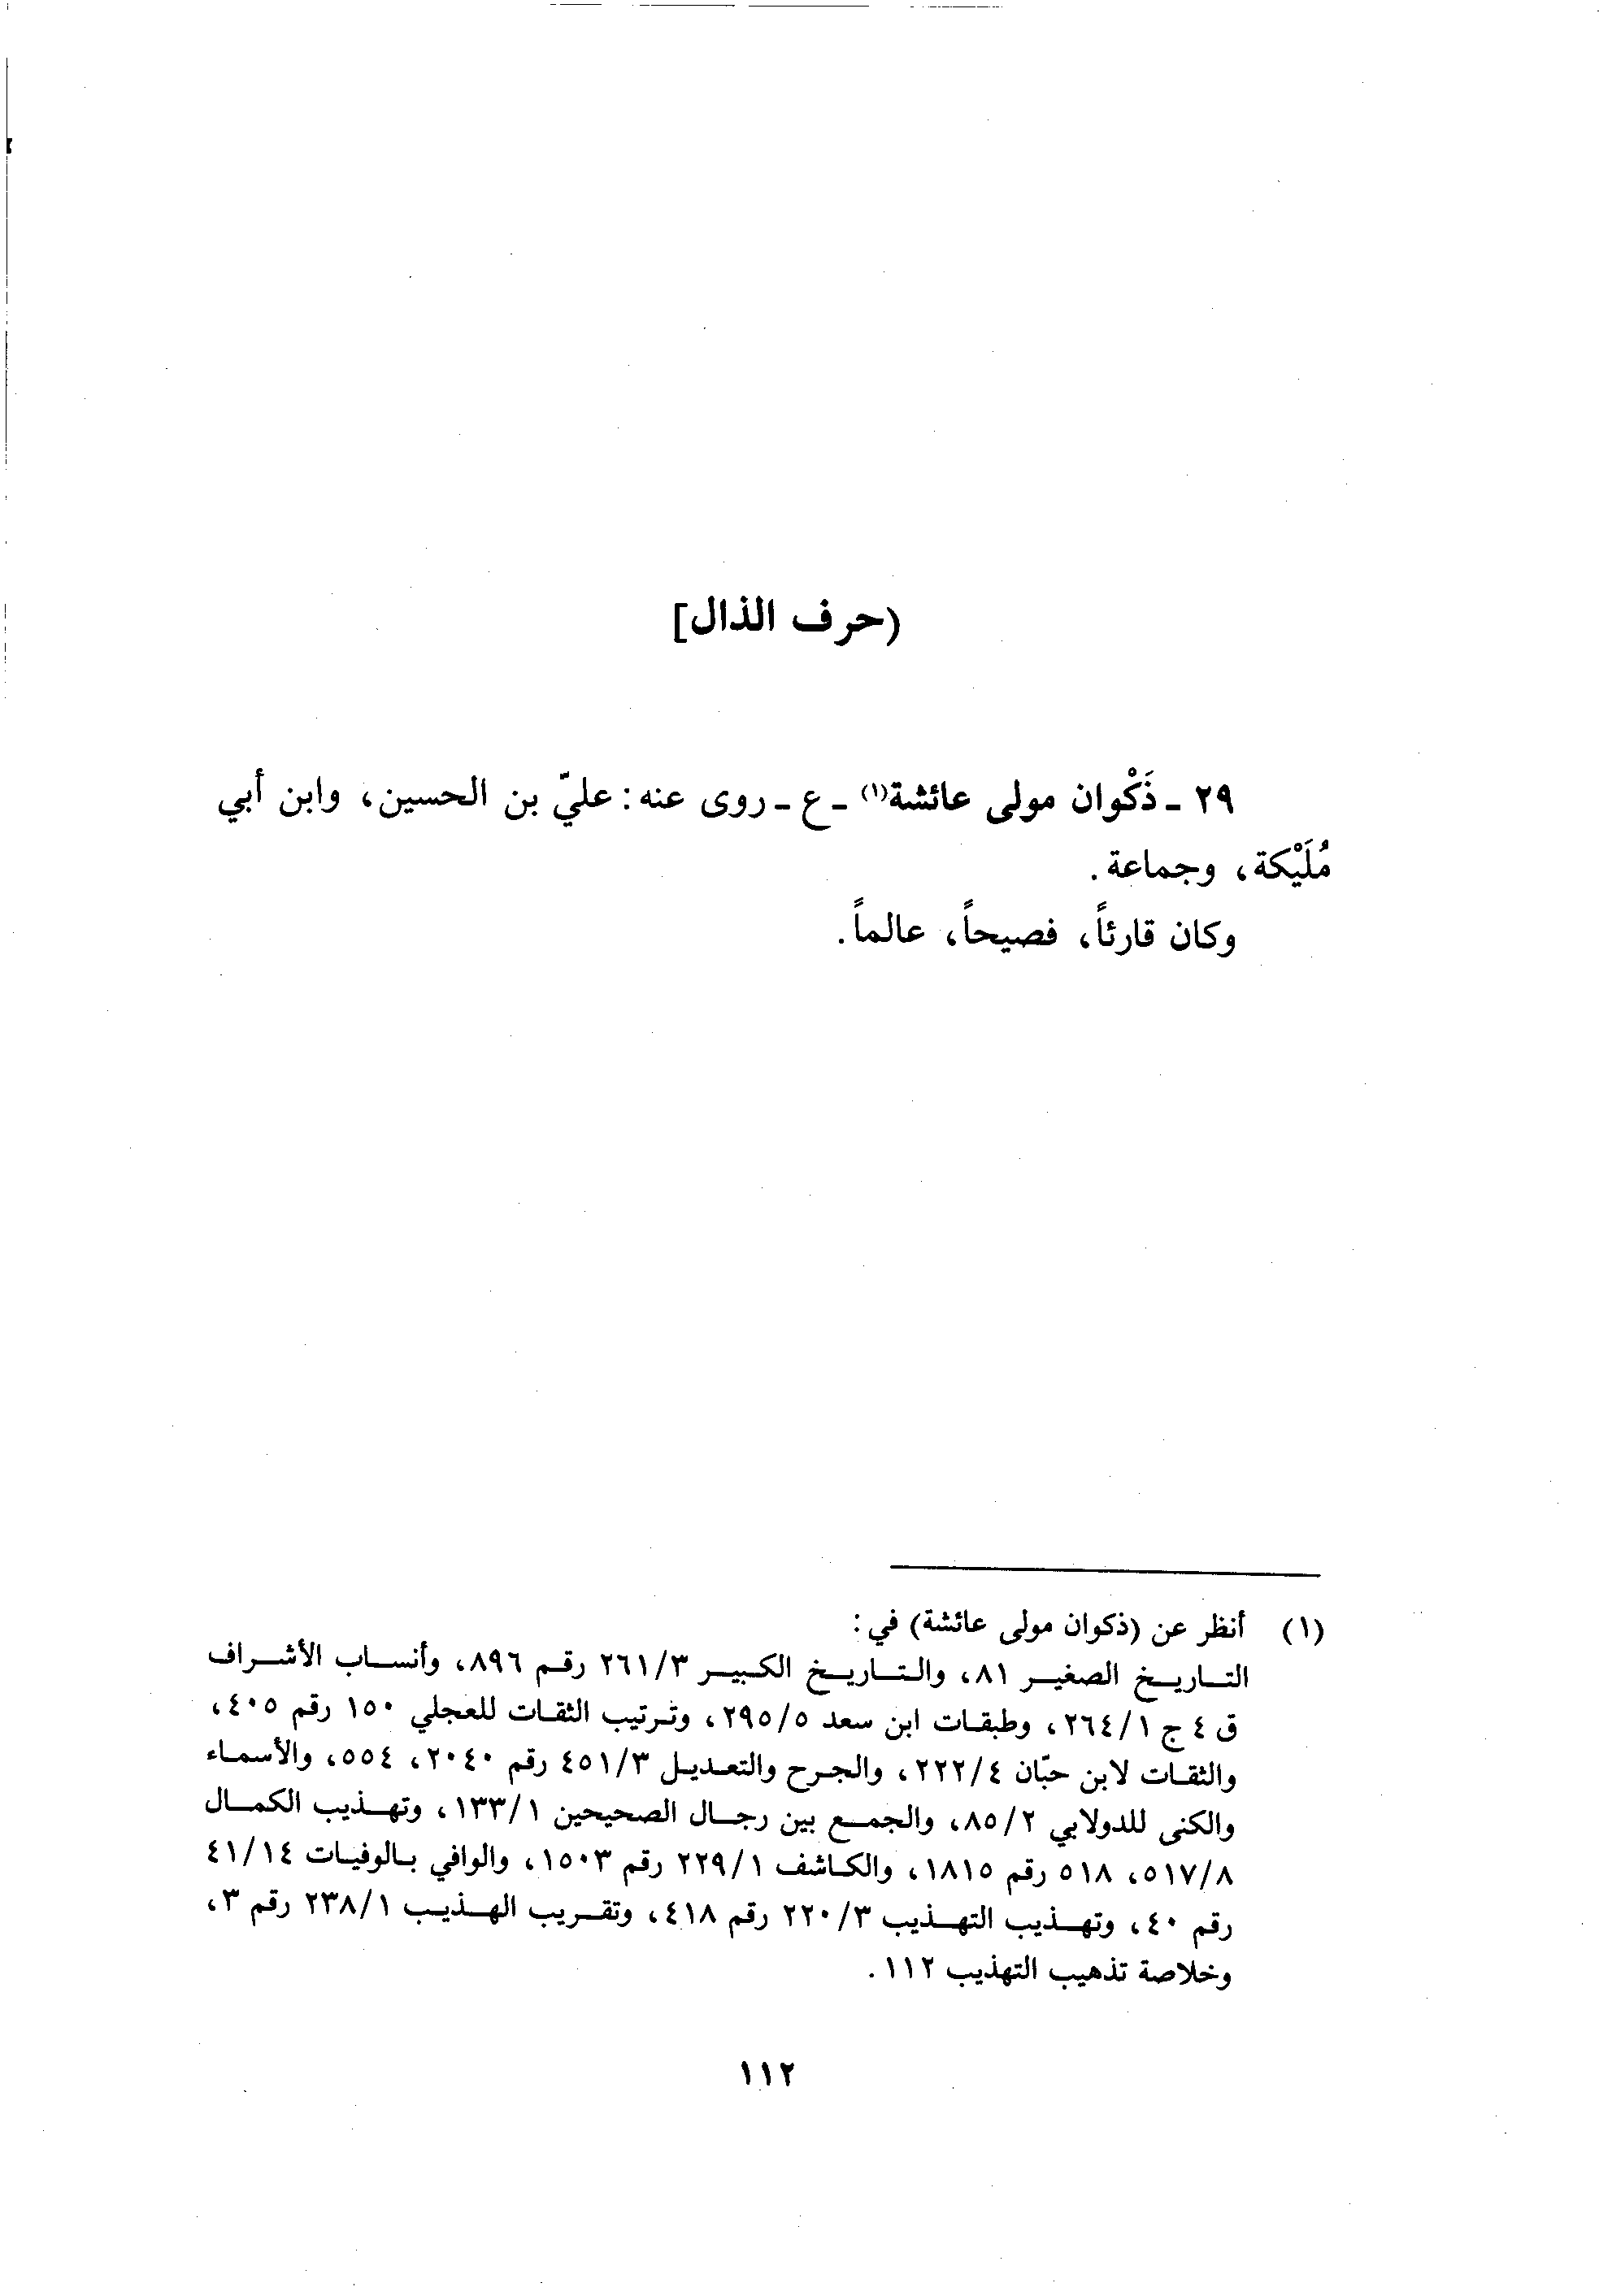 (حرف الذال]
٢٩ ـ ذَكْوان مولى عائشة(١) ـ ع ـ روى عنه: عليّ بن الحسين، وابن أبي
مُلَيْكة، وجماعة.
وكان قارئاً، فصيحاً، عالماً.
(١) أنظر عن (ذكوان مولى عائشة) في:
التاريخ الصغير ٨١، والتاريخ الكبير ٢٦١/٣ رقم ٨٩٦، وأنساب الأشراف
ق ٤ ج ٢٦٤/١، وطبقات ابن سعد ٢٩٥/٥، وترتيب الثقات للعجلي ١٥٠ رقم ٤٠٥،
والثقات لابن حبّان ٢٢٢/٤، والجرح والتعديل ٤٥١/٣ رقم ٢٠٤٠، ٥٥٤، والأسماء
والكنى للدولابي ٨٥/٢، والجمع بين رجال الصحيحين ١٣٣/١، وتهذيب الكمال
٥١٧/٨، ٥١٨ رقم ١٨١٥، والكاشف ٢٢٩/١ رقم ١٥٠٣، والوافي بالوفيات ٤١/١٤
رقم ٤٠، وتهذيب التهذيب ٢٢٠/٣ رقم ٤١٨، وتقريب الهذيب ٢٣٨/١ رقم ٣،
وخلاصة تذهيب التهذيب ١١٢.
١١٢